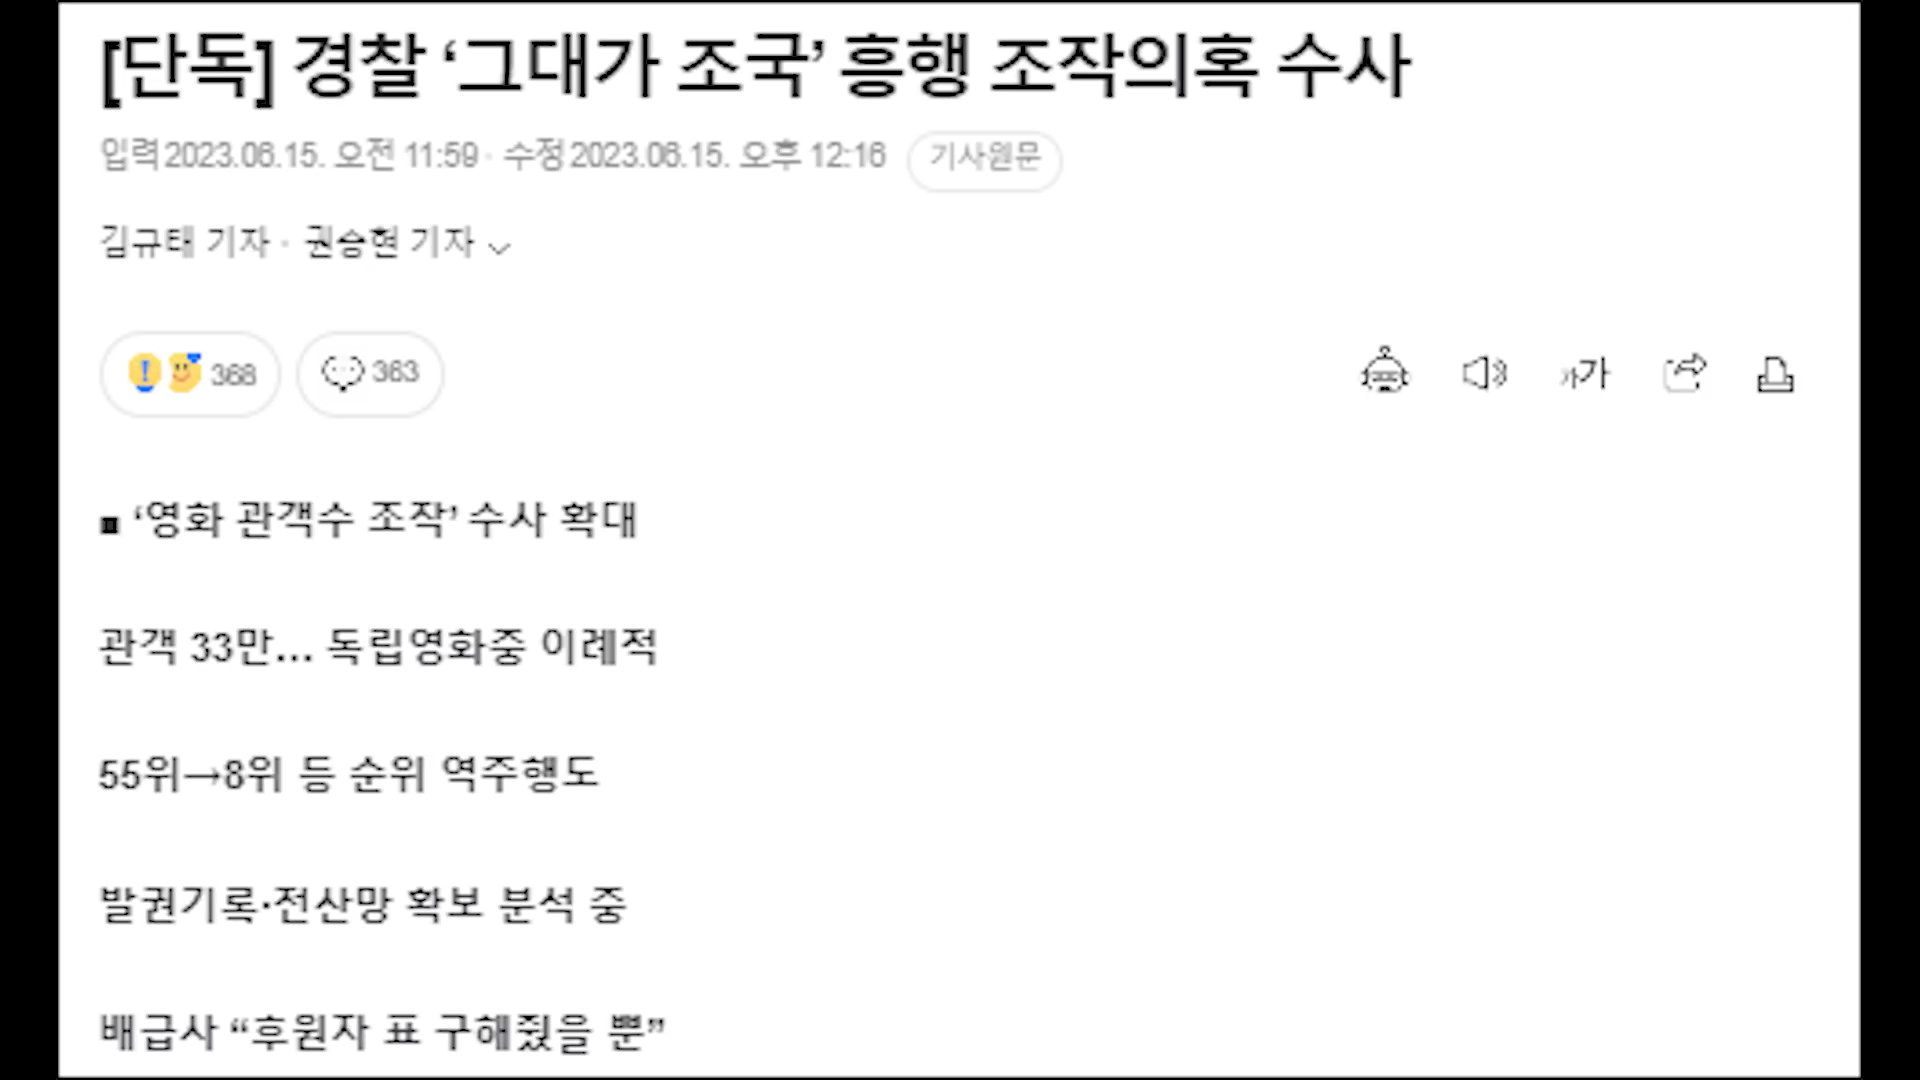 [단독] 경찰 ‘그대가 조국’ 흥행 조작의혹 수사
입력 2023.06.15. 오전 11:59 · 수정 2023.06.15. 오후 12:16 기사원문
김규태 기자 · 권승현 기자
368 363
가가
■ ‘영화 관객수 조작’ 수사 확대
관객 33만… 독립영화중 이례적
55위→8위 등 순위 역주행도
발권기록·전산망 확보 분석 중
배급사 “후원자 표 구해줬을 뿐”